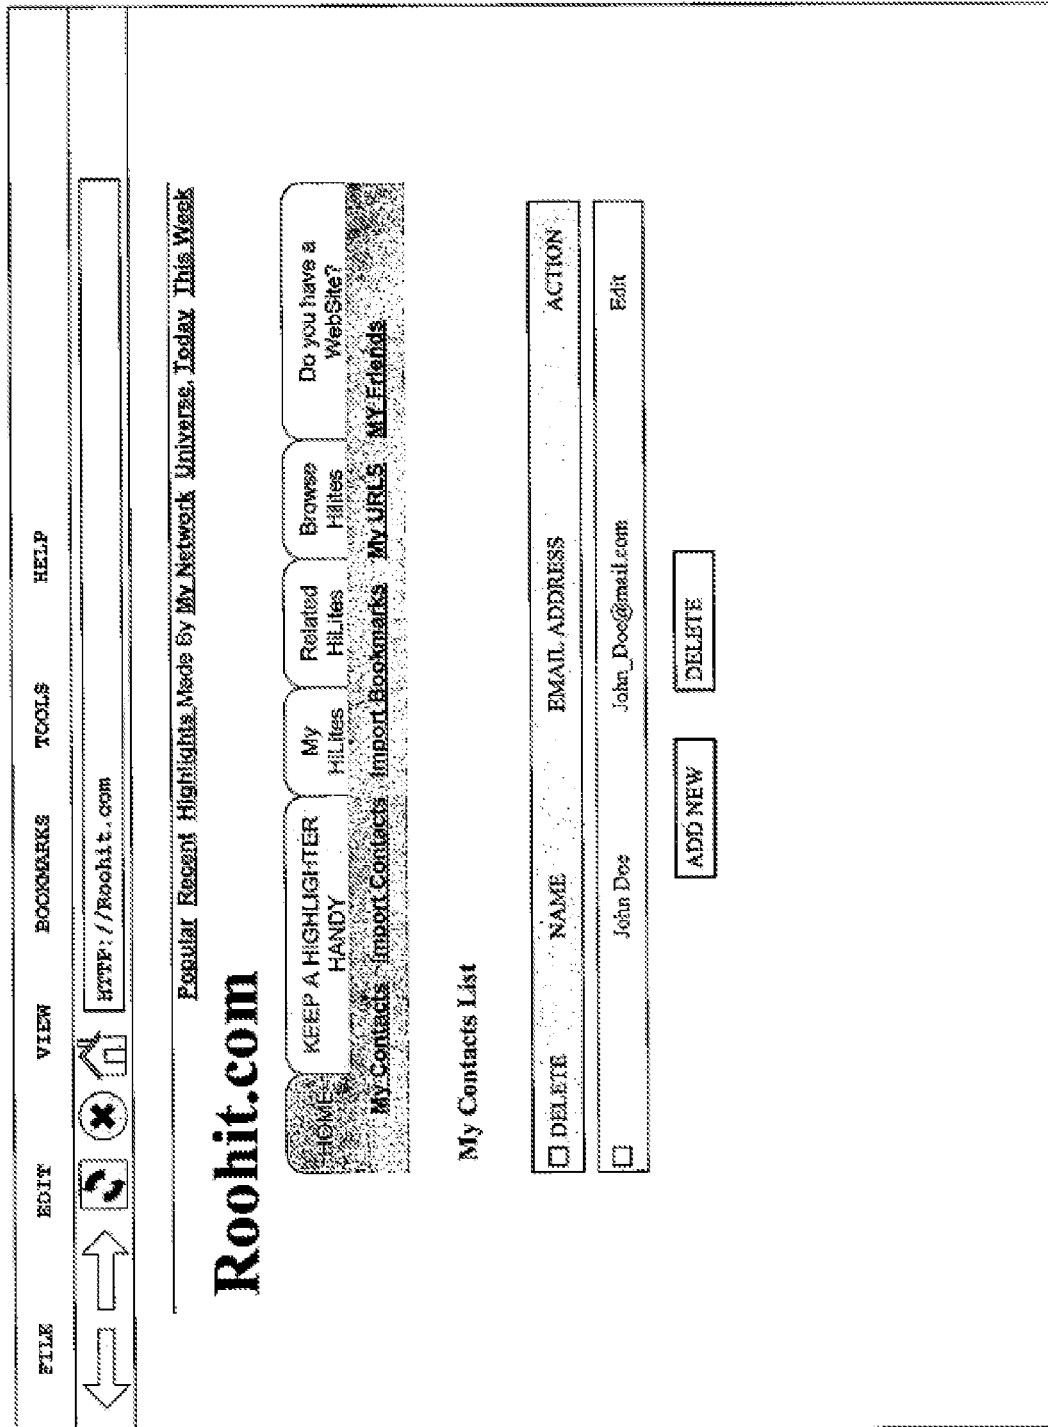 FILE EDIT VIEW BOOKMARKS TOOLS HELP
HTTP://Roohit.com
Popular Recent Highlights Made By My Network Universe, Today This Week
Roohit.com
HOME
KEEP A HIGHLIGHTER
HANDY
My
HiLites
Related
HiLites
Browse
Hilites
Do you have a
WebSite?
My Contacts Import Contacts Import Bookmarks My URLS MY Friends
My Contacts List
DELETE NAME EMAIL ADDRESS ACTION
John Doe John_Doe@mail.com Edit
ADD NEW DELETE